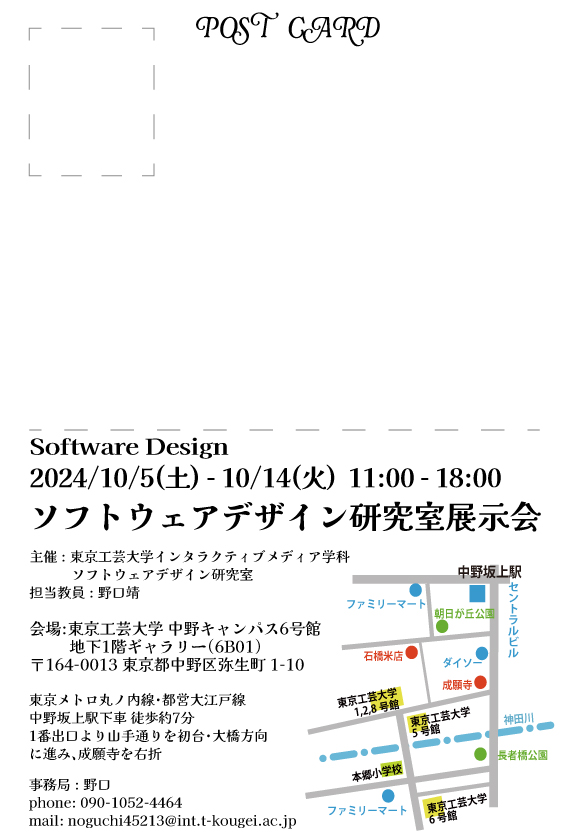 POST CARD
Software Design
2024/10/5(土) - 10/14(火) 11:00 - 18:00
ソフトウェアデザイン研究室展示会
主催：東京工芸大学インタラクティブメディア学科
ソフトウェアデザイン研究室
担当教員：野口靖
会場:東京工芸大学 中野キャンパス6号館
地下1階ギャラリー(6B01)
〒164-0013 東京都中野区弥生町 1-10
東京メトロ丸ノ内線・都営大江戸線
中野坂上駅下車 徒歩約7分
1番出口より山手通りを初台・大橋方向
に進み、成願寺を右折
事務局：野口
phone: 090-1052-4464
mail: noguchi45213@int.t-kougei.ac.jp
中野坂上駅
セントラルビル
ファミリーマート
朝日が丘公園
石橋米店
ダイソー
成願寺
東京工芸大学
1,2,8 号館
東京工芸大学
5 号館
神田川
長者橋公園
本郷小学校
ファミリーマート
東京工芸大学
6 号館